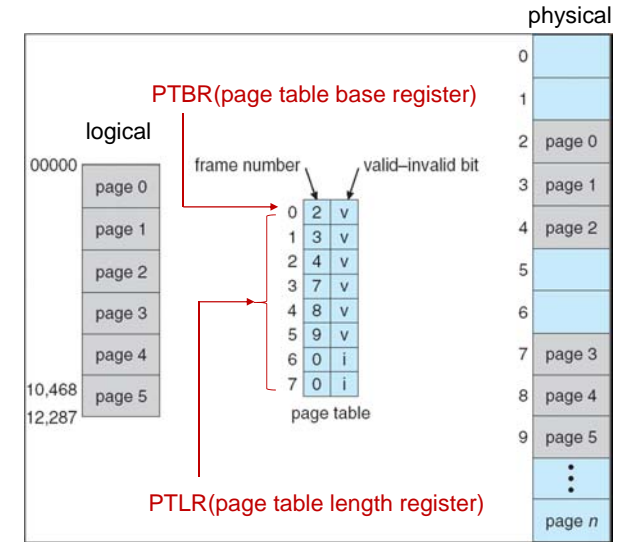 physical
PTBR(page table base register)
logical
00000
page 0
page 1
page 2
page 3
page 4
page 5
10,468
12,287
frame number
valid–invalid bit
0 2 v
1 3 v
2 4 v
3 7 v
4 8 v
5 9 v
6 0 i
7 0 i
page table
PTLR(page table length register)
0
1
2 page 0
3 page 1
4 page 2
5
6
7 page 3
8 page 4
9 page 5
page n